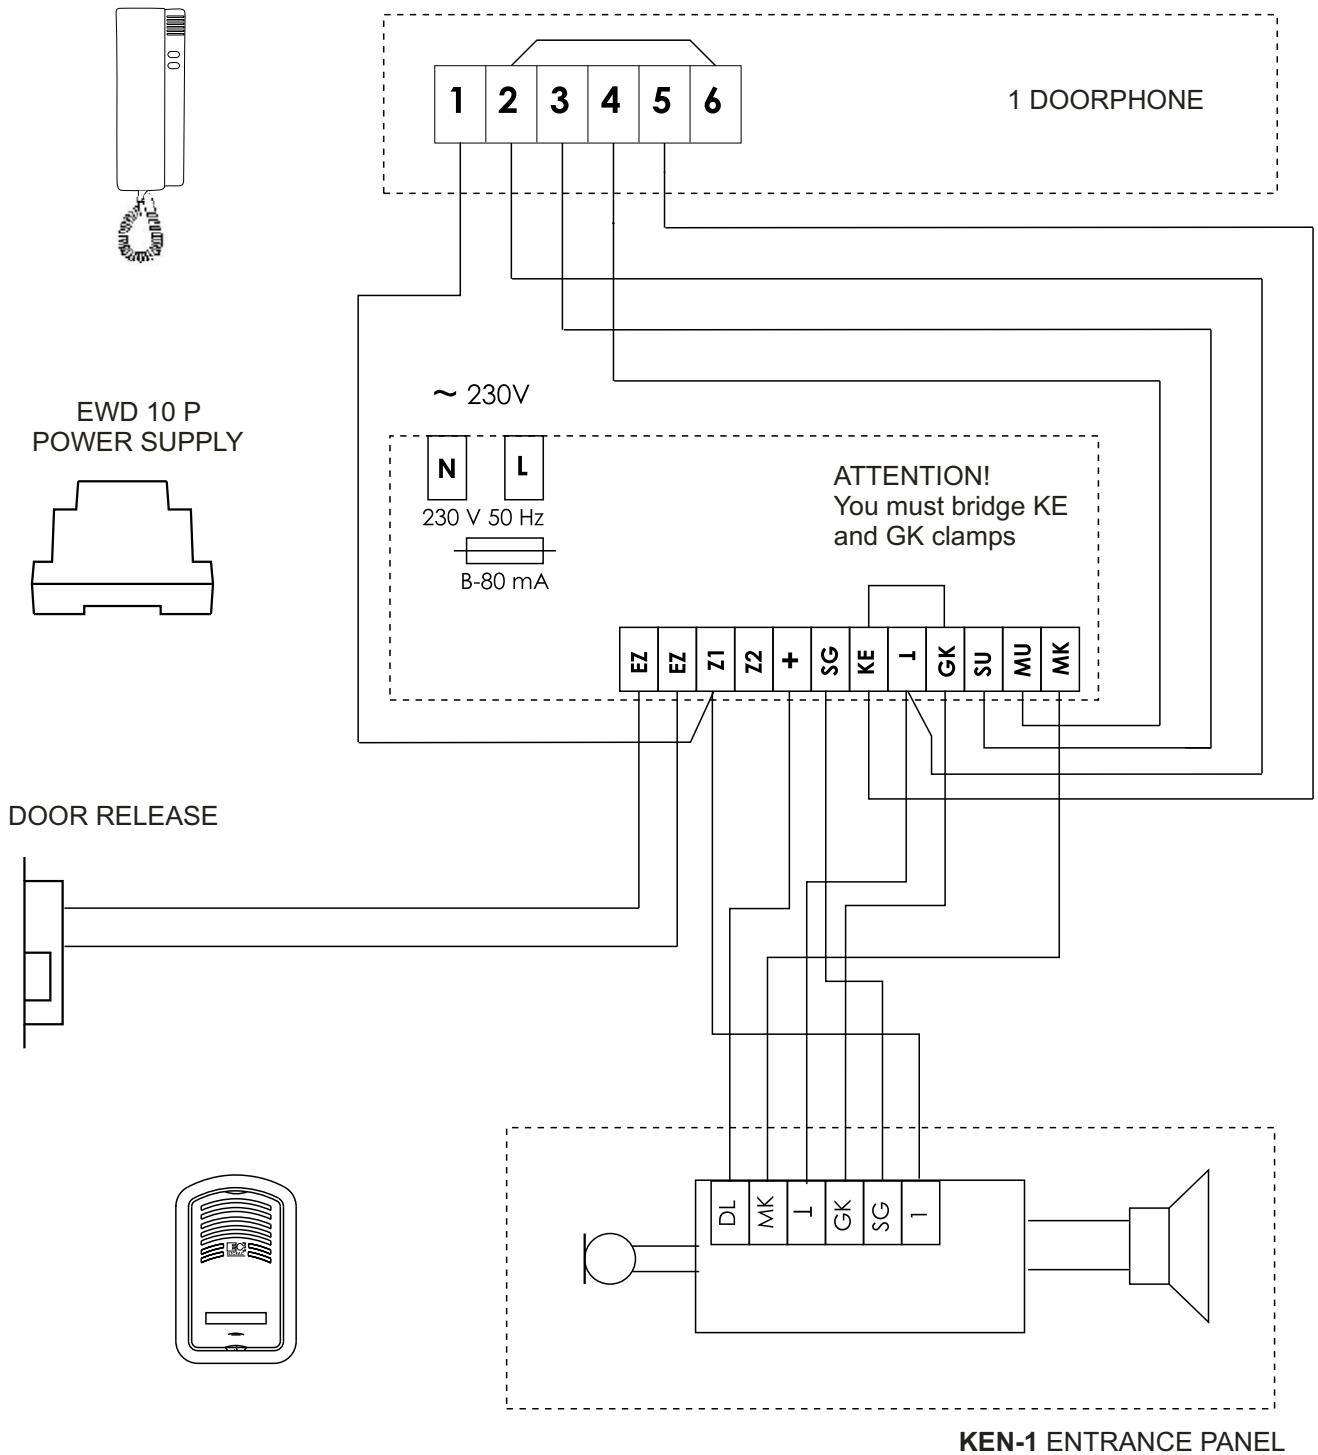 1 2 3 4 5 6
1 DOORPHONE
~ 230V
EWD 10 P
POWER SUPPLY
N L
230 V 50 Hz
B-80 mA
ATTENTION!
You must bridge KE
and GK clamps
EZ EZ Z1 Z2 + SG KE ⊥ GK SU MU MK
DOOR RELEASE
DL MK ⊥ GK SG 1
KEN-1 ENTRANCE PANEL